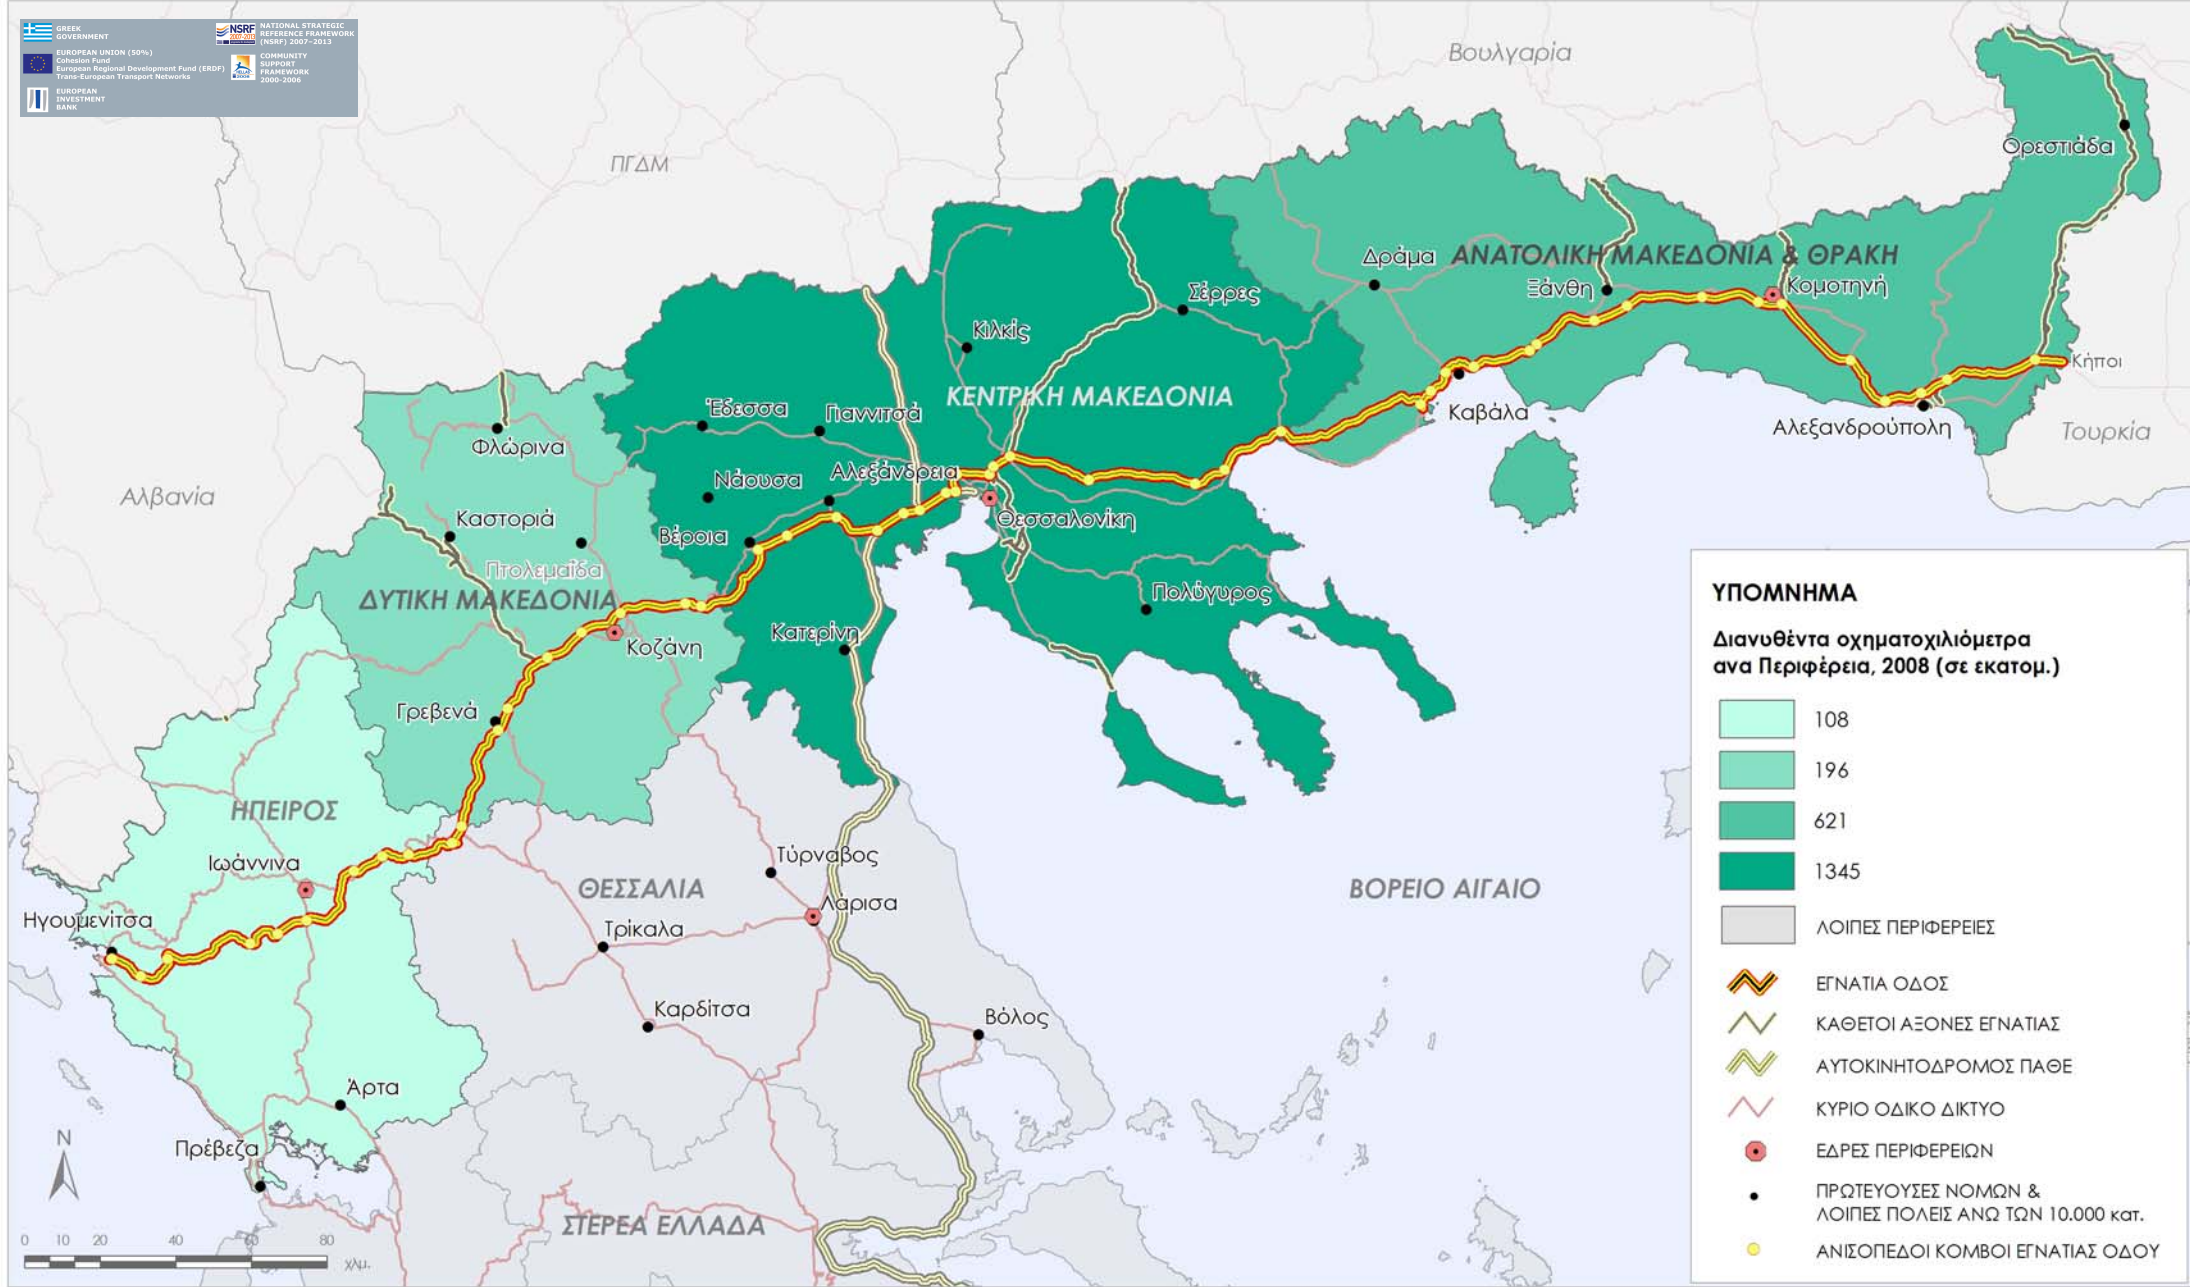 GREEK
GOVERNMENT
EUROPEAN UNION (50%)
Cohesion Fund
European Regional Development Fund (ERDF)
Trans-European Transport Networks
EUROPEAN
INVESTMENT
BANK
NSRF
2007-2013
NATIONAL STRATEGIC
REFERENCE FRAMEWORK
(NSRF) 2007-2013
COMMUNITY
SUPPORT
FRAMEWORK
2000-2006
Βουλγαρία
ΠΓΔΜ
Ορεστιάδα
Δράμα
ΑΝΑΤΟΛΙΚΗ ΜΑΚΕΔΟΝΙΑ & ΘΡΑΚΗ
Ξάνθη
Κομοτηνή
Σέρρες
Κιλκίς
Κήποι
ΚΕΝΤΡΙΚΗ ΜΑΚΕΔΟΝΙΑ
Έδεσσα
Γιαννιτσά
Καβάλα
Αλεξανδρούπολη
Τουρκία
Φλώρινα
Νάουσα
Αλεξάνδρεια
Αλβανία
Καστοριά
Θεσσαλονίκη
Βέροια
Πτολεμαΐδα
ΔΥΤΙΚΗ ΜΑΚΕΔΟΝΙΑ
Πολύγυρος
Κατερίνη
Κοζάνη
Γρεβενά
ΗΠΕΙΡΟΣ
Ιωάννινα
Τύρναβος
ΘΕΣΣΑΛΙΑ
ΒΟΡΕΙΟ ΑΙΓΑΙΟ
Λάρισα
Ηγουμενίτσα
Τρίκαλα
Καρδίτσα
Βόλος
Άρτα
Πρέβεζα
ΣΤΕΡΕΑ ΕΛΛΑΔΑ
N
0 10 20 40 60 80
χλμ.
ΥΠΟΜΝΗΜΑ
Διανυθέντα οχηματοχιλιόμετρα
ανα Περιφέρεια, 2008 (σε εκατομ.)
108
196
621
1345
ΛΟΙΠΕΣ ΠΕΡΙΦΕΡΕΙΕΣ
ΕΓΝΑΤΙΑ ΟΔΟΣ
ΚΑΘΕΤΟΙ ΑΞΟΝΕΣ ΕΓΝΑΤΙΑΣ
ΑΥΤΟΚΙΝΗΤΟΔΡΟΜΟΣ ΠΑΘΕ
ΚΥΡΙΟ ΟΔΙΚΟ ΔΙΚΤΥΟ
ΕΔΡΕΣ ΠΕΡΙΦΕΡΕΙΩΝ
ΠΡΩΤΕΥΟΥΣΕΣ ΝΟΜΩΝ &
ΛΟΙΠΕΣ ΠΟΛΕΙΣ ΑΝΩ ΤΩΝ 10.000 κατ.
ΑΝΙΣΟΠΕΔΟΙ ΚΟΜΒΟΙ ΕΓΝΑΤΙΑΣ ΟΔΟΥ